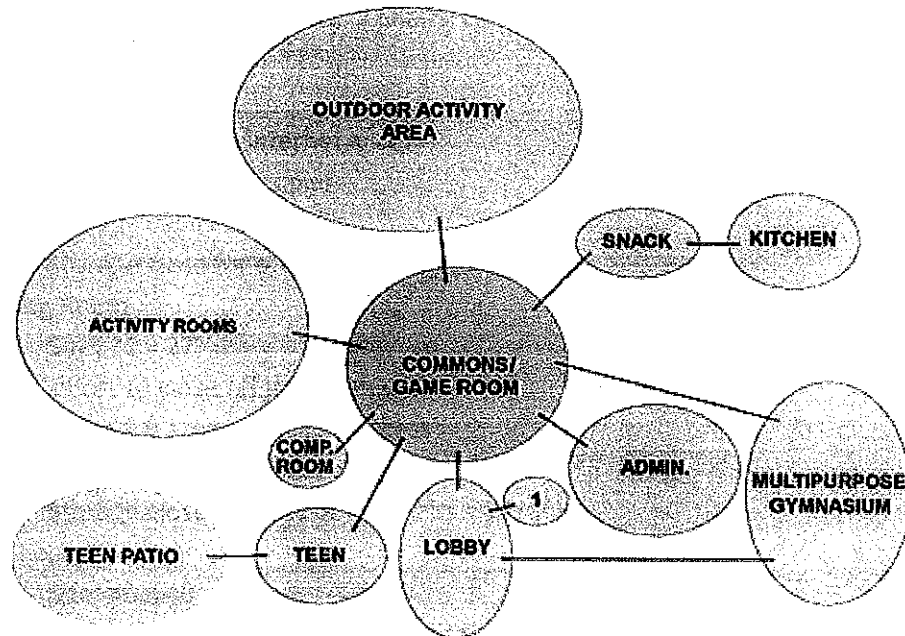 OUTDOOR ACTIVITY
AREA
SNACK
KITCHEN
ACTIVITY ROOMS
COMMONS/
GAME ROOM
COMP.
ROOM
ADMIN.
MULTIPURPOSE
GYMNASIUM
1
LOBBY
TEEN
TEEN PATIO